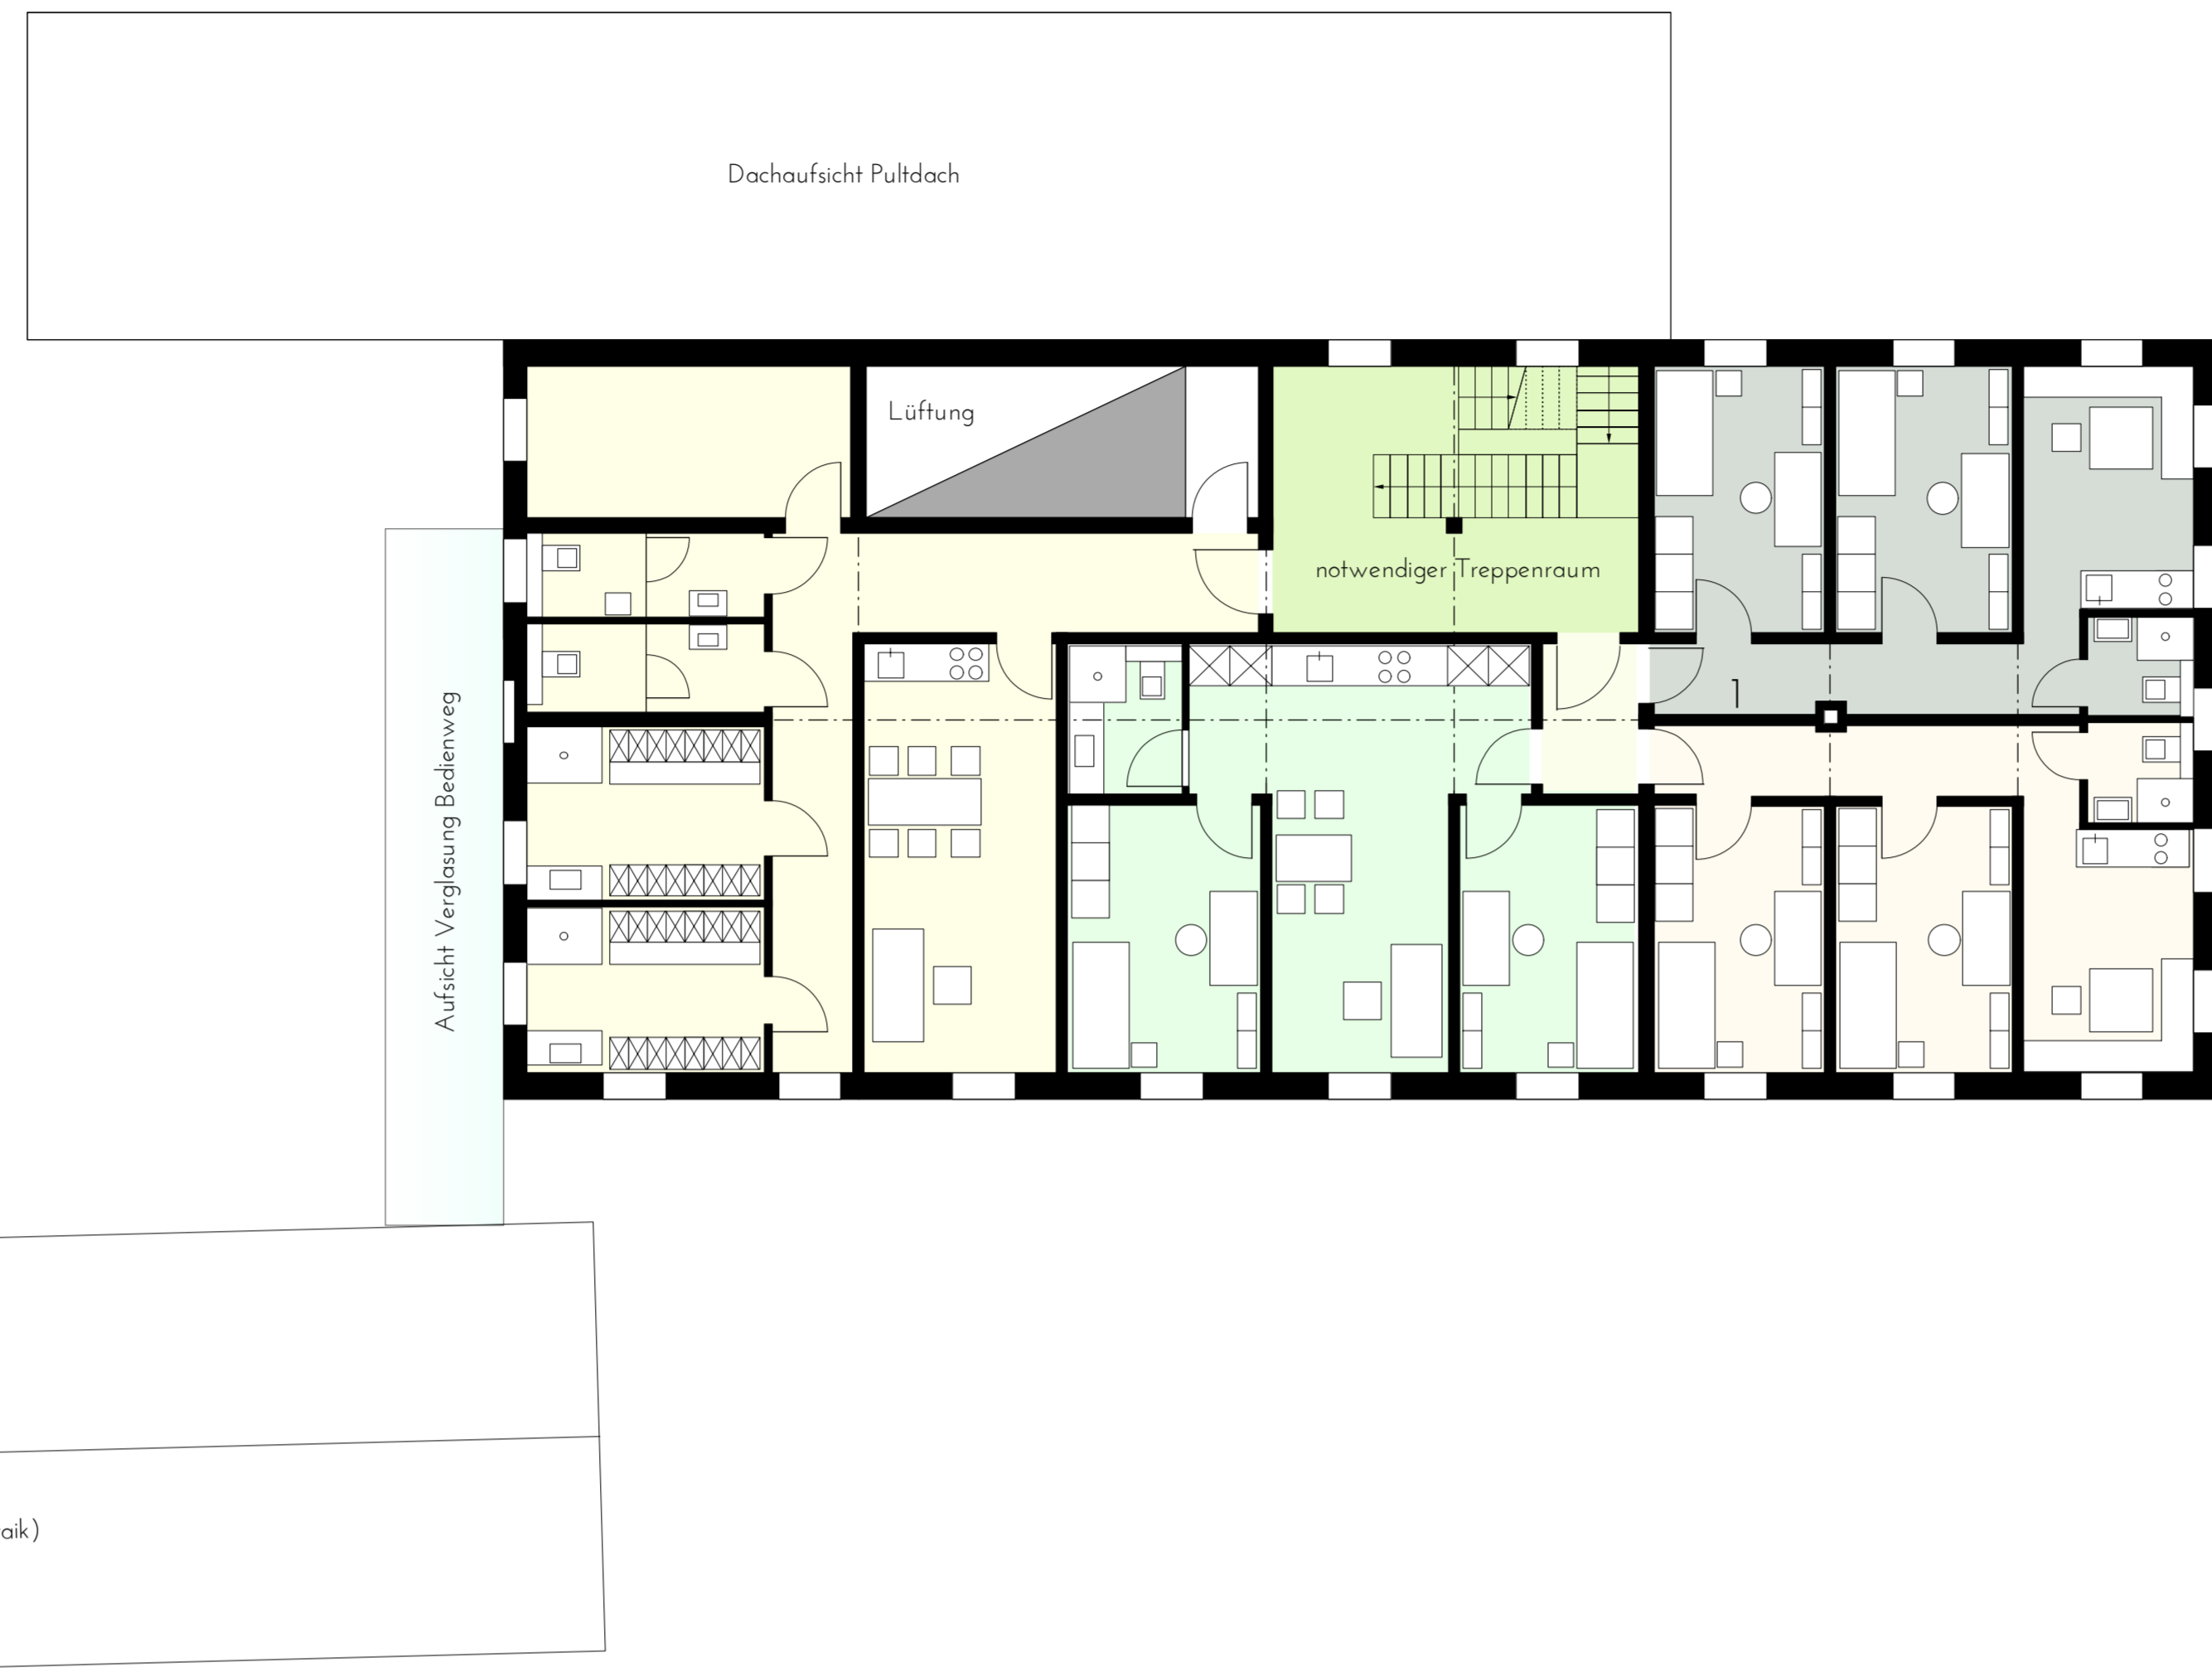 Dachaufsicht Pultdach
Lüftung
notwendiger Treppenraum
1
Aufsicht Verglasung Bedienweg
aik)